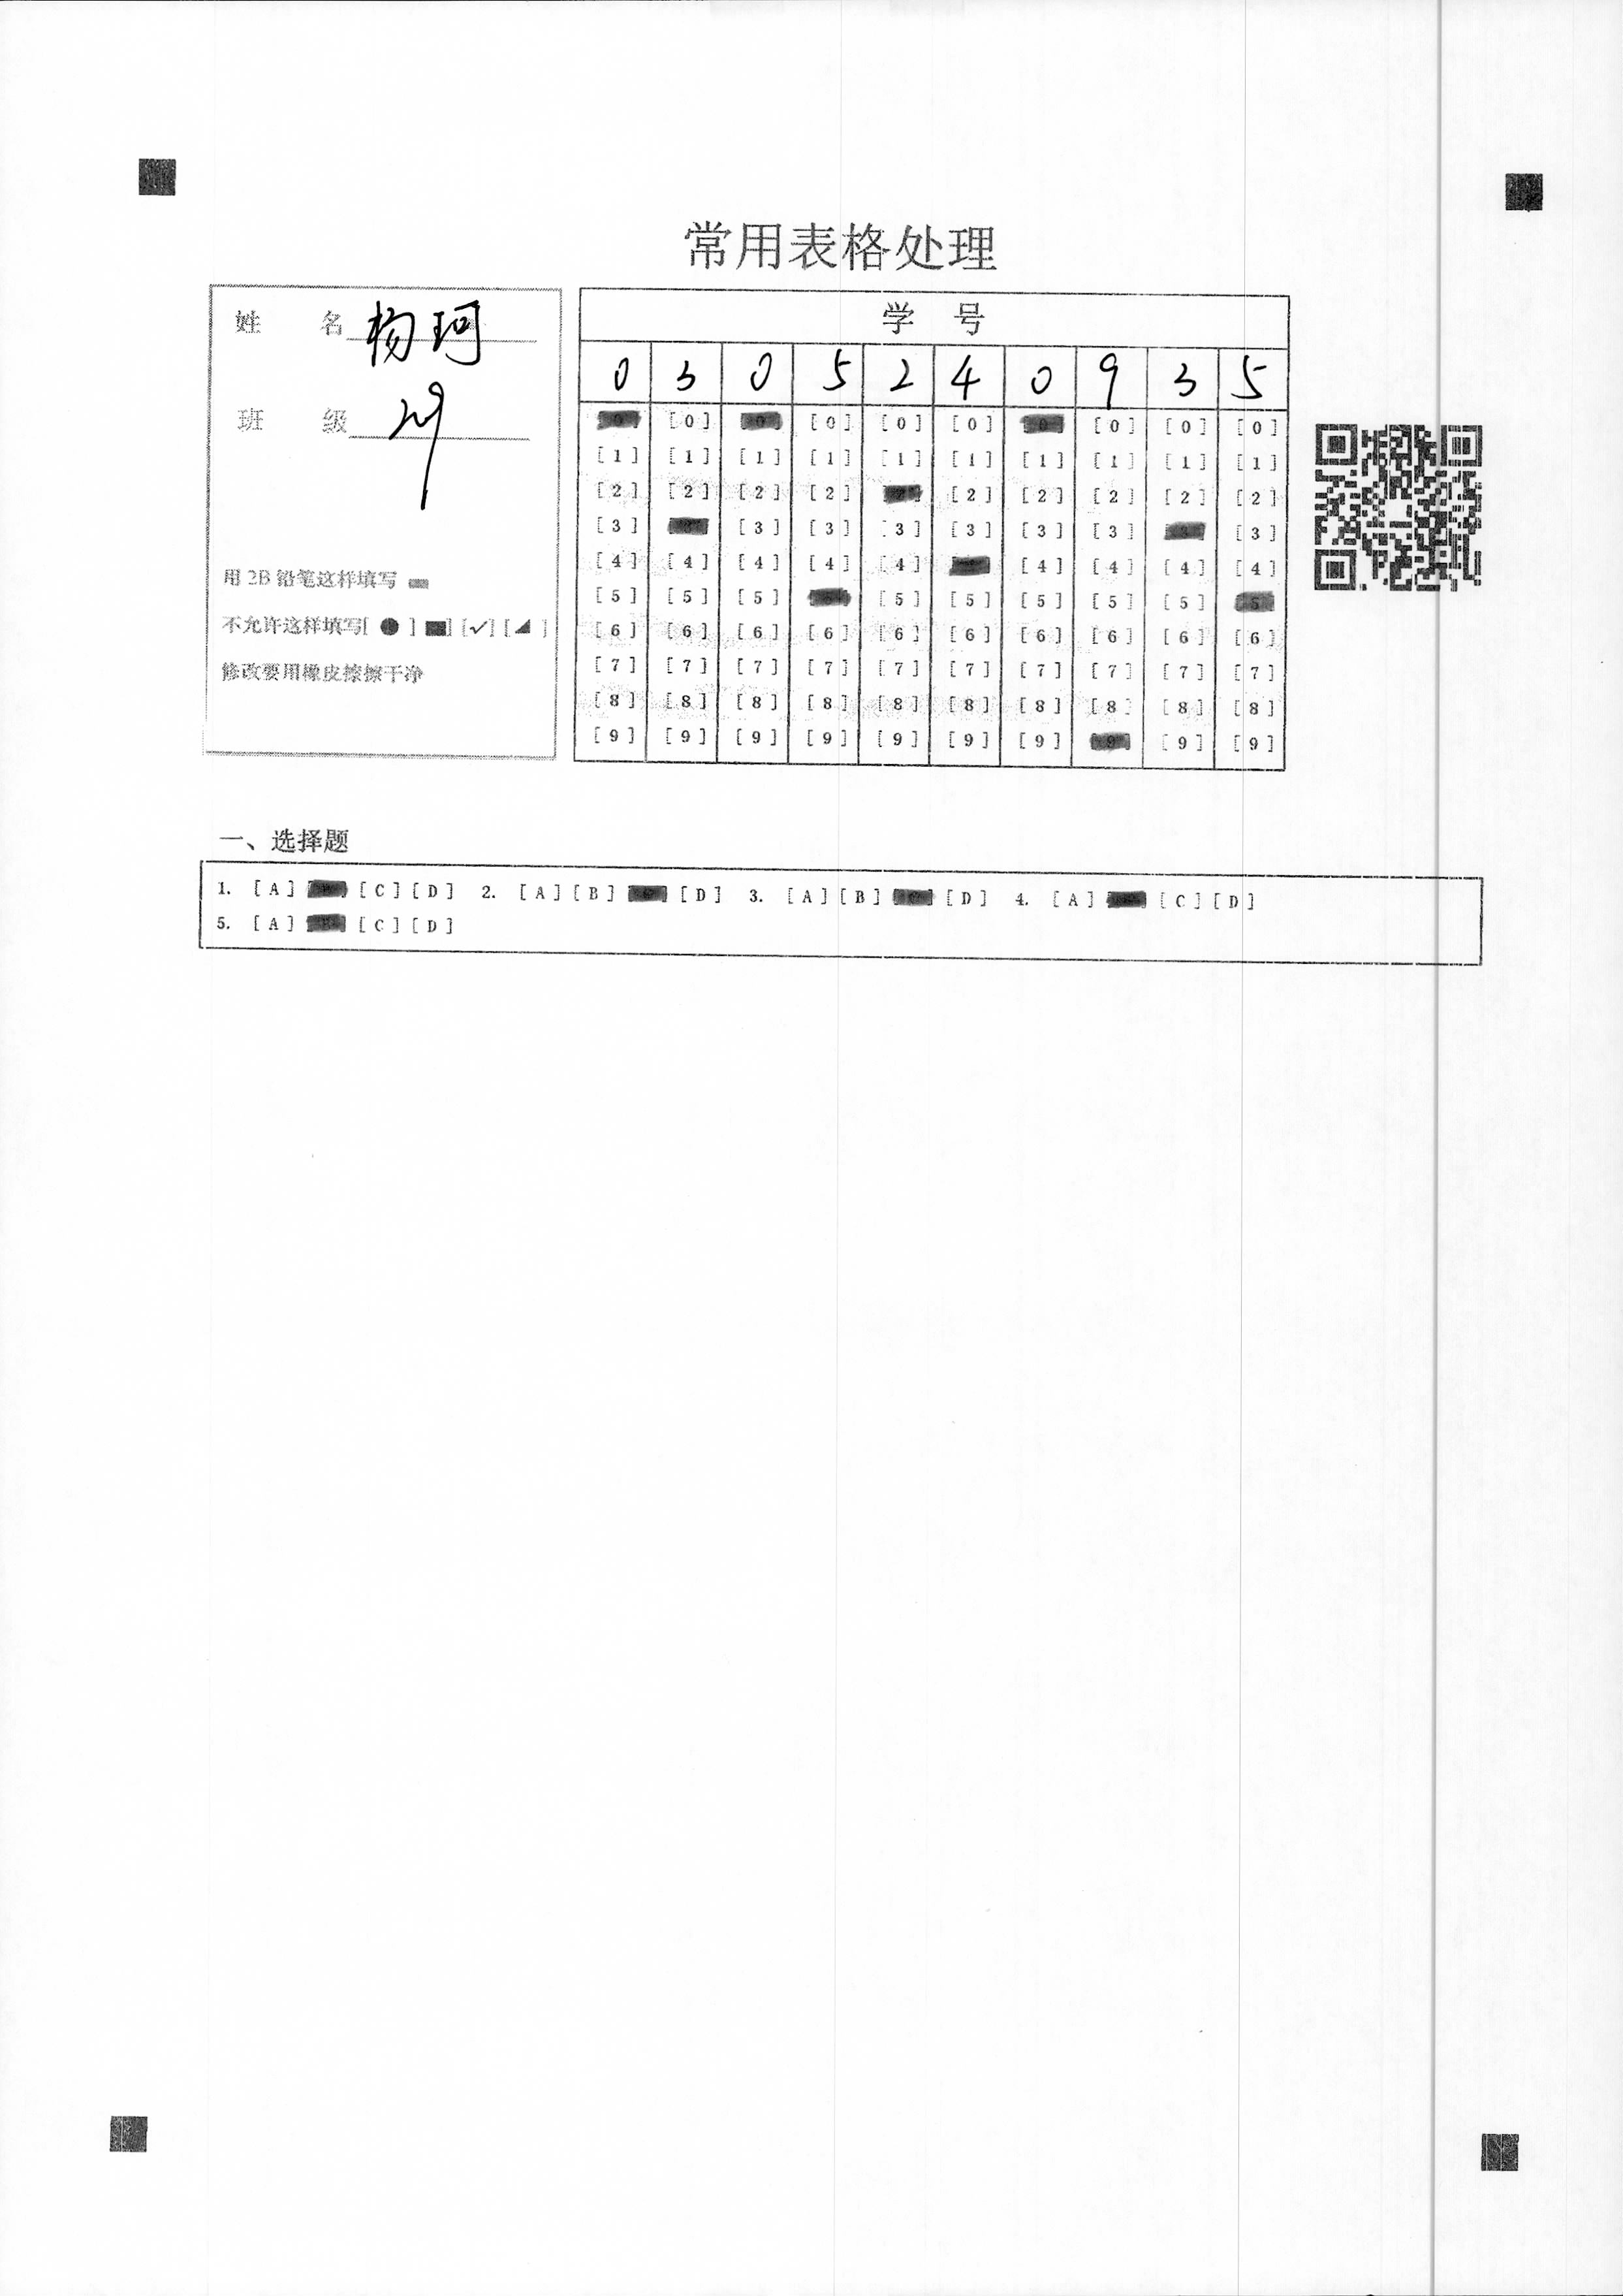 常用表格处理
姓 名 杨珂
班 级
用 2B 铅笔这样填写
不允许这样填写[ ● ] ■] [✓] [◢ ]
修改要用橡皮擦擦干净
学 号
0 3 0 5 2 4 0 9 3 5
[0] [0] [0] [0] [0] [0] [0] [0] [0] [0]
[1] [1] [1] [1] [1] [1] [1] [1] [1] [1]
[2] [2] [2] [2] [2] [2] [2] [2] [2]
[3] [3] [3] [3] [3] [3] [3] [3] [3] [3]
[4] [4] [4] [4] [4] [4] [4] [4] [4]
[5] [5] [5] [5] [5] [5] [5] [5] [5]
[6] [6] [6] [6] [6] [6] [6] [6] [6] [6]
[7] [7] [7] [7] [7] [7] [7] [7] [7] [7]
[8] [8] [8] [8] [8] [8] [8] [8] [8] [8]
[9] [9] [9] [9] [9] [9] [9] [9] [9] [9]
一、选择题
1. [A] [C] [D] 2. [A] [B] [D] 3. [A] [B] [D] 4. [A] [C] [D]
5. [A] [C] [D]